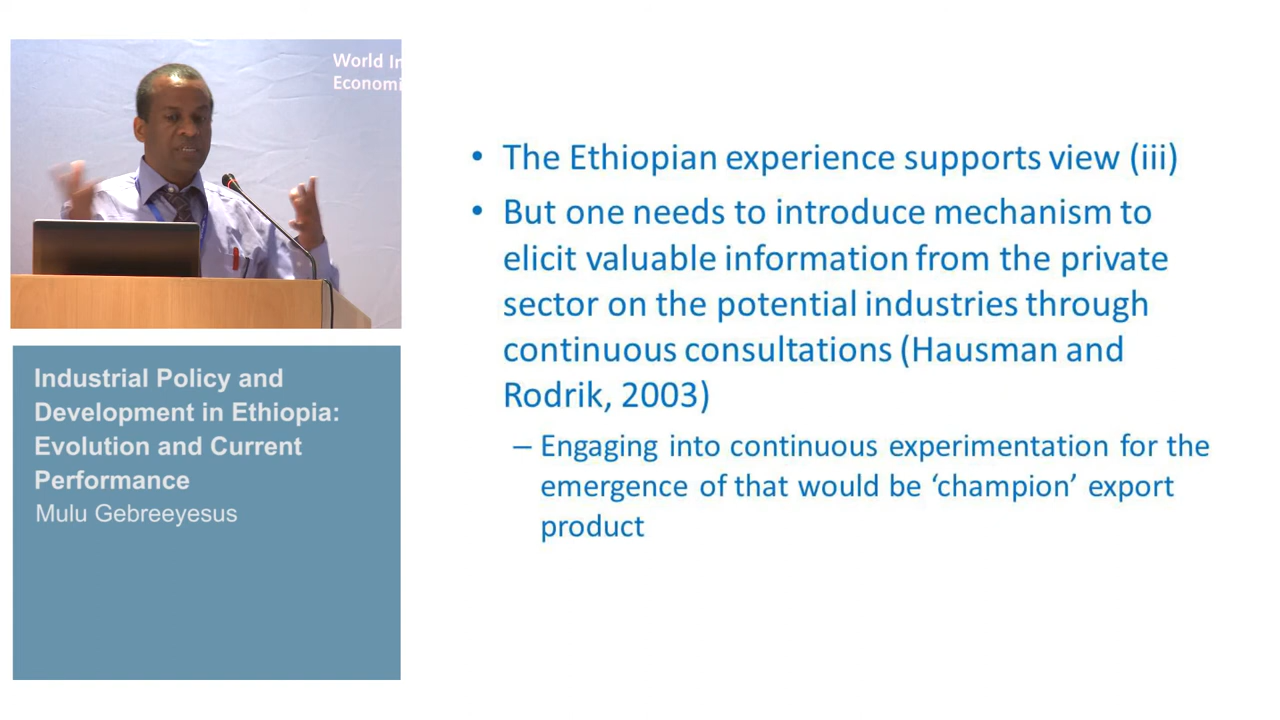 World In
Economi
Industrial Policy and
Development in Ethiopia:
Evolution and Current
Performance
Mulu Gebreeyesus
• The Ethiopian experience supports view (iii)
• But one needs to introduce mechanism to
elicit valuable information from the private
sector on the potential industries through
continuous consultations (Hausman and
Rodrik, 2003)
– Engaging into continuous experimentation for the
emergence of that would be ‘champion’ export
product